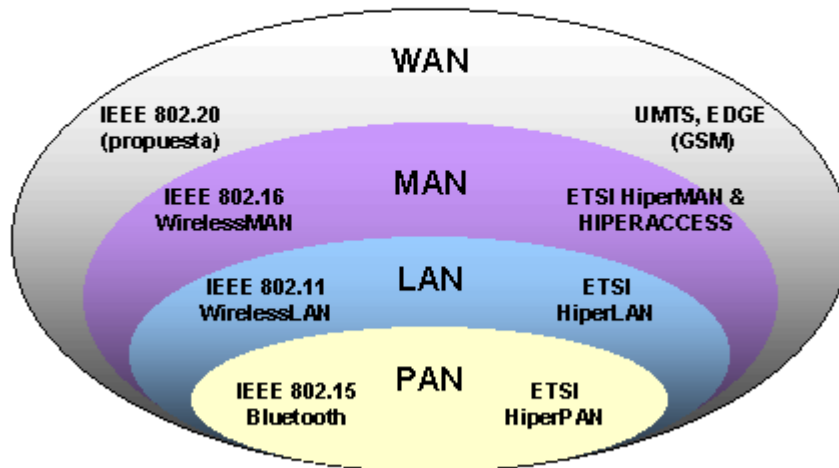 WAN
IEEE 802.20
(propuesta)
UMTS, EDGE
(GSM)
MAN
IEEE 802.16
WirelessMAN
ETSI HiperMAN &
HIPERACCESS
LAN
IEEE 802.11
WirelessLAN
ETSI
HiperLAN
PAN
IEEE 802.15
Bluetooth
ETSI
HiperPAN